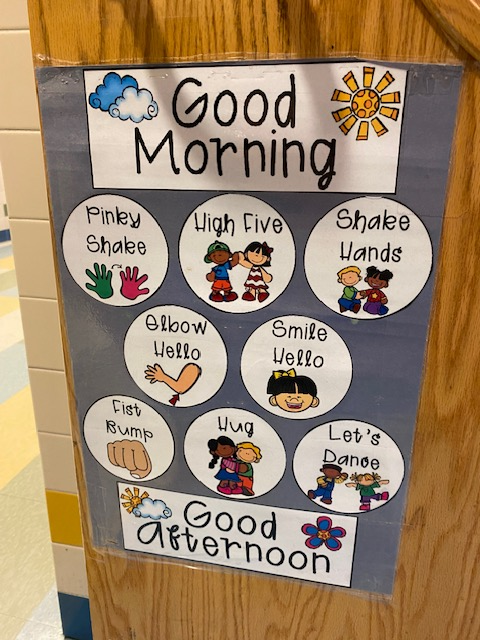 Good
Morning
Pinky
Shake
High Five
Shake
Hands
Elbow
Hello
Smile
Hello
Fist
Bump
Hug
Let's
Dance
Good
afternoon